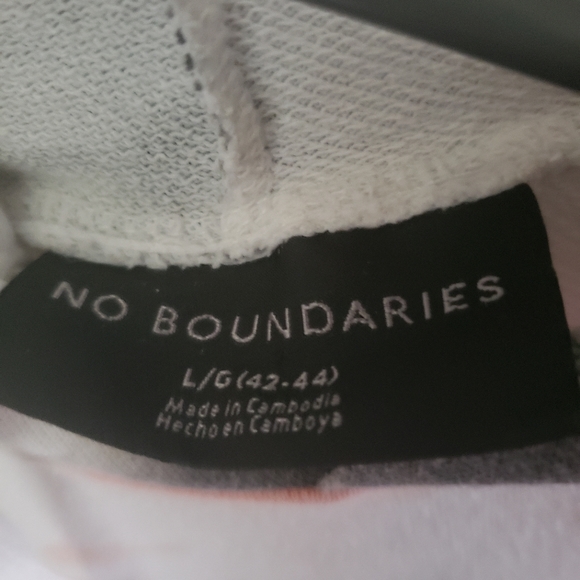 NO BOUNDARIES
L/G(42-44)
Made in Cambodia
Hecho en Camboya